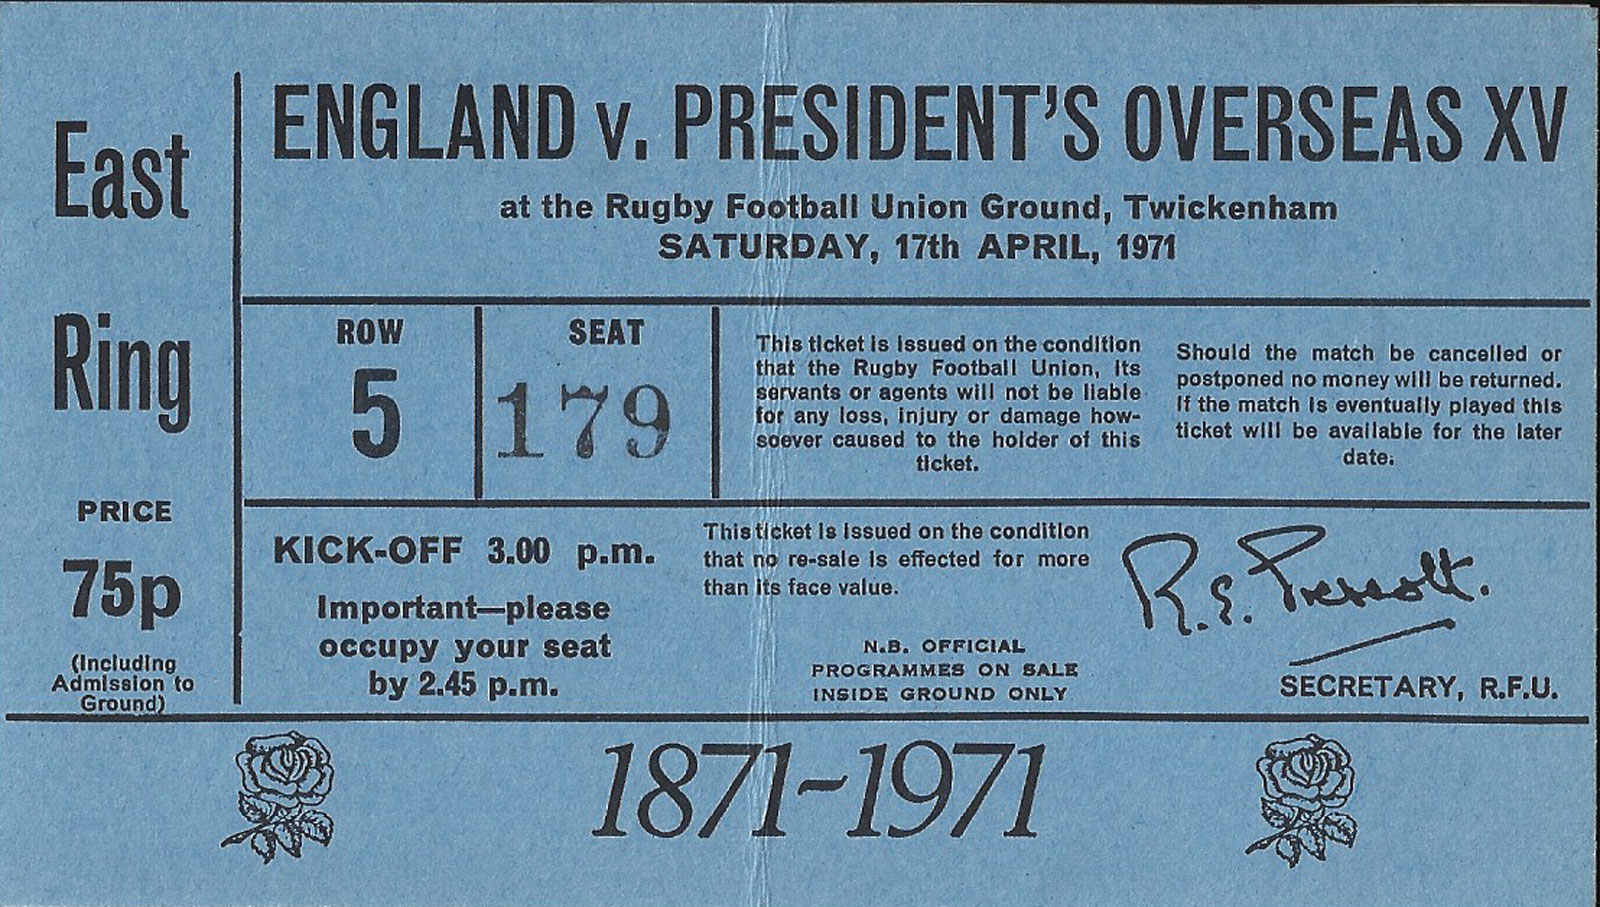 East
Ring
PRICE
75p
(Including
Admission to
Ground)
ENGLAND v. PRESIDENT'S OVERSEAS XV
at the Rugby Football Union Ground, Twickenham
SATURDAY, 17th APRIL, 1971
ROW
5
SEAT
179
This ticket is issued on the condition
that the Rugby Football Union, its
servants or agents will not be liable
for any loss, injury or damage how-
soever caused to the holder of this
ticket.
Should the match be cancelled or
postponed no money will be returned.
If the match is eventually played this
ticket will be available for the later
date.
KICK-OFF 3.00 p.m.
Important—please
occupy your seat
by 2.45 p.m.
This ticket is issued on the condition
that no re-sale is effected for more
than its face value.
N.B. OFFICIAL
PROGRAMMES ON SALE
INSIDE GROUND ONLY
R.E. Prescott.
SECRETARY, R.F.U.
1871-1971